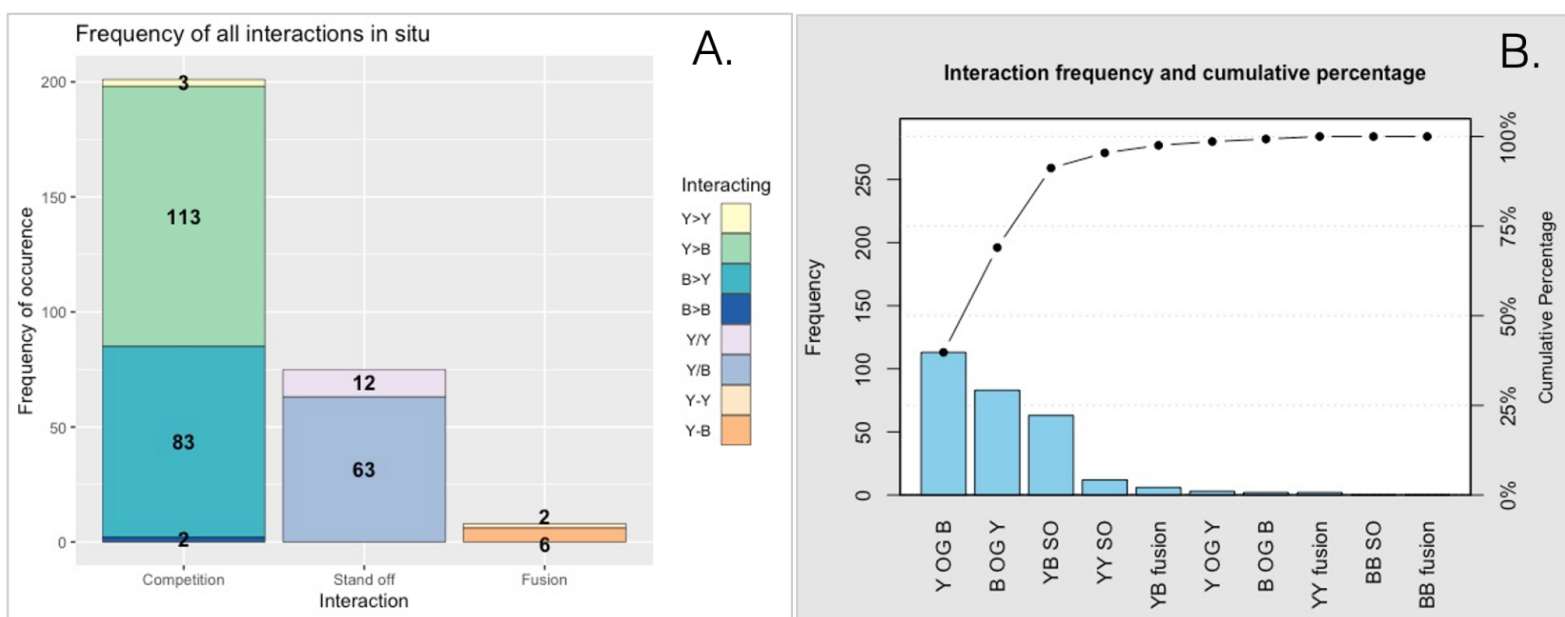 Frequency of all interactions in situ
A.
Frequency of occurence
200
150
100
50
0
3
113
83
2
12
63
2
6
Competition
Stand off
Fusion
Interaction
Interacting
Y>Y
Y>B
B>Y
B>B
Y/Y
Y/B
Y-Y
Y-B
B.
Interaction frequency and cumulative percentage
Frequency
250
200
150
100
50
0
100%
75%
50%
25%
0%
Cumulative Percentage
Y OG B
B OG Y
YB SO
YY SO
YB fusion
Y OG Y
B OG B
YY fusion
BB SO
BB fusion